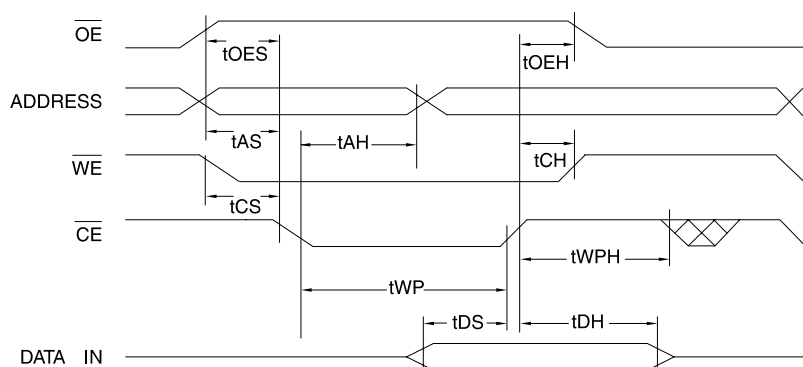 OE
tOES
tOEH
ADDRESS
tAS
tAH
tCH
WE
tCS
CE
tWPH
tWP
tDS
tDH
DATA IN